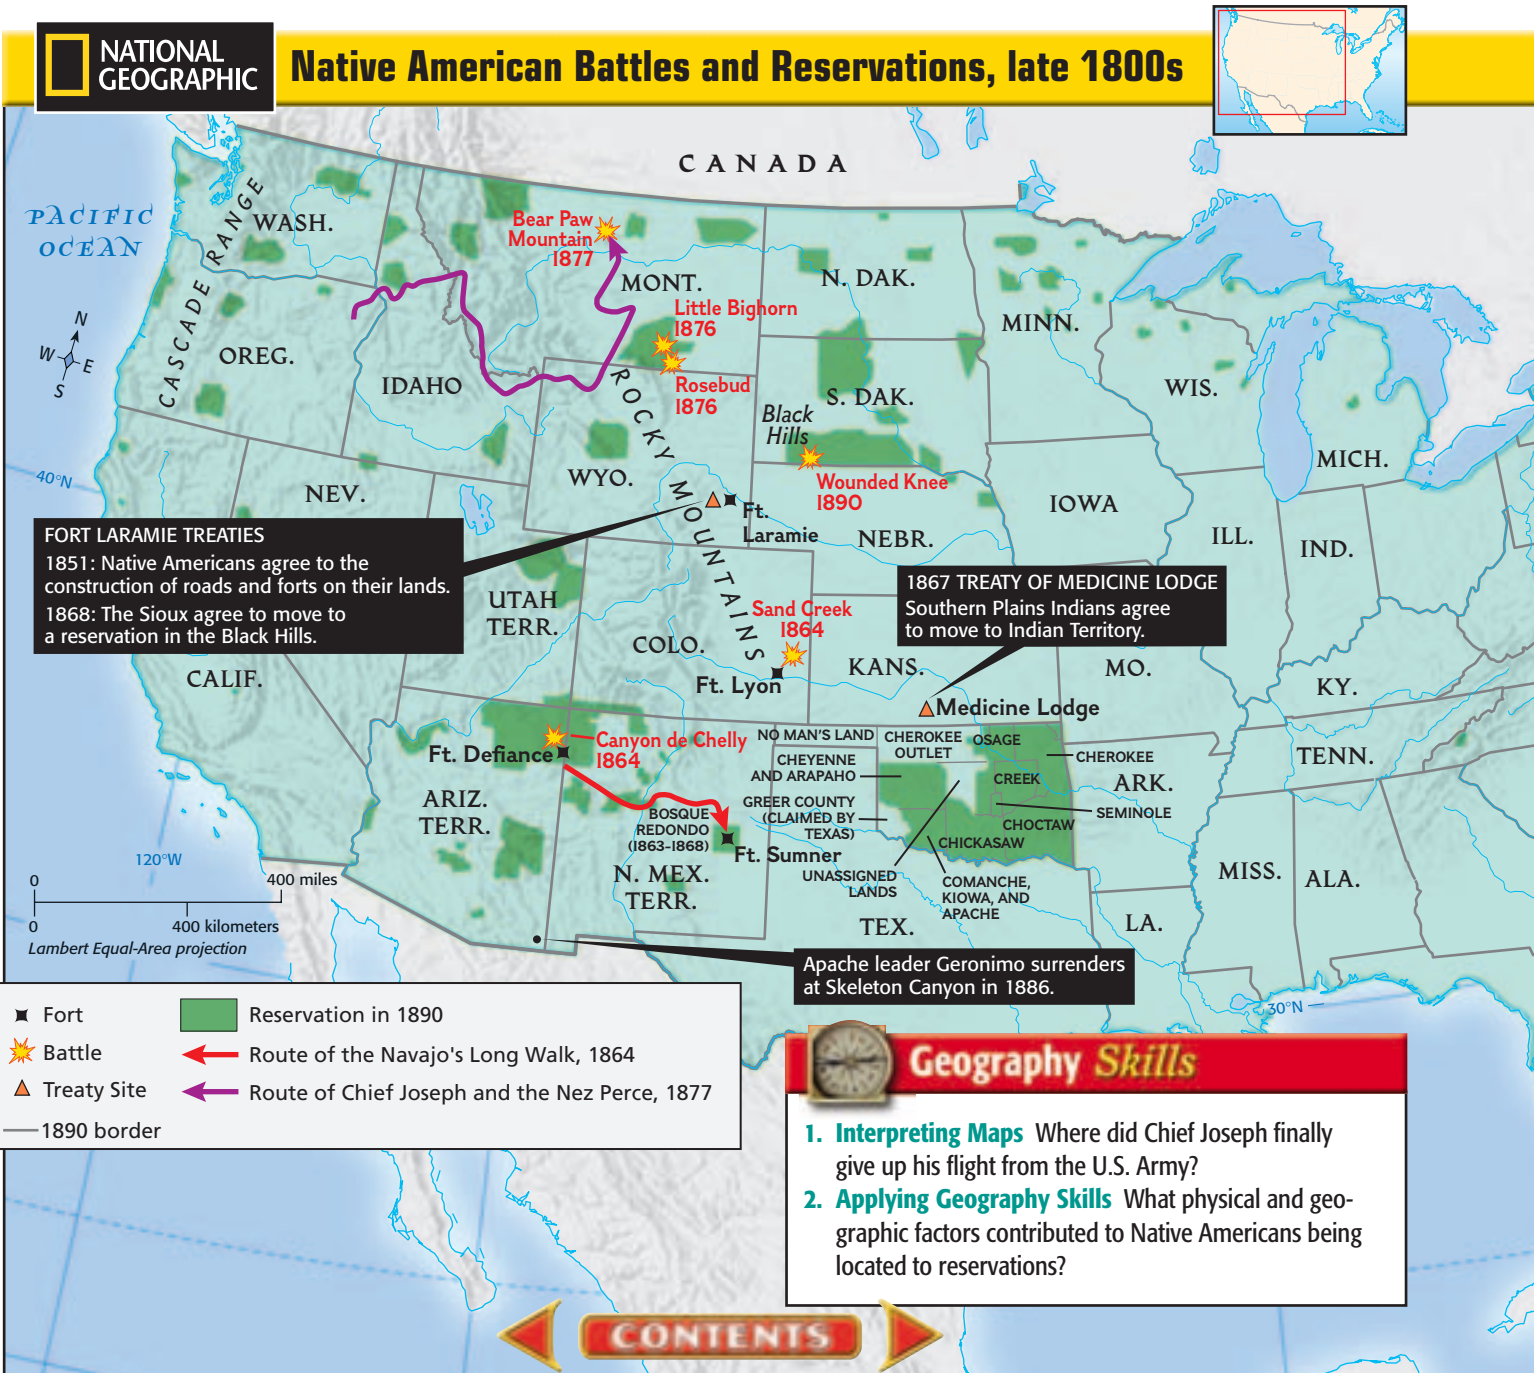 NATIONAL
GEOGRAPHIC
Native American Battles and Reservations, late 1800s
CANADA
PACIFIC
OCEAN
CASCADE RANGE
WASH.
Bear Paw
Mountain
1877
MONT.
N. DAK.
MINN.
Little Bighorn
1876
N
W
E
S
OREG.
IDAHO
ROCKY MOUNTAINS
Rosebud
1876
S. DAK.
WIS.
Black
Hills
MICH.
40°N
NEV.
WYO.
Wounded Knee
1890
IOWA
Ft.
Laramie
NEBR.
ILL.
IND.
FORT LARAMIE TREATIES
1851: Native Americans agree to the
construction of roads and forts on their lands.
1868: The Sioux agree to move to
a reservation in the Black Hills.
1867 TREATY OF MEDICINE LODGE
Southern Plains Indians agree
to move to Indian Territory.
UTAH
TERR.
Sand Creek
1864
COLO.
KANS.
MO.
CALIF.
Ft. Lyon
KY.
Medicine Lodge
Canyon de Chelly
1864
Ft. Defiance
NO MAN'S LAND
CHEROKEE
OUTLET
OSAGE
CHEROKEE
TENN.
CHEYENNE
AND ARAPAHO
CREEK
ARK.
ARIZ.
TERR.
GREER COUNTY
(CLAIMED BY
TEXAS)
SEMINOLE
BOSQUE
REDONDO
(1863–1868)
CHOCTAW
CHICKASAW
Ft. Sumner
120°W
N. MEX.
TERR.
UNASSIGNED
LANDS
COMANCHE,
KIOWA, AND
APACHE
MISS.
ALA.
0
400 miles
0
400 kilometers
Lambert Equal-Area projection
TEX.
LA.
Apache leader Geronimo surrenders
at Skeleton Canyon in 1886.
30°N
Fort
Reservation in 1890
Battle
Route of the Navajo's Long Walk, 1864
Treaty Site
Route of Chief Joseph and the Nez Perce, 1877
1890 border
Geography Skills
1. Interpreting Maps Where did Chief Joseph finally
give up his flight from the U.S. Army?
2. Applying Geography Skills What physical and geo-
graphic factors contributed to Native Americans being
located to reservations?
CONTENTS